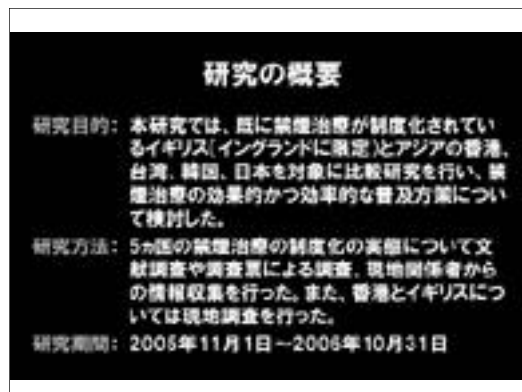 研究の概要
研究目的：本研究では、既に禁煙治療が制度化されてい
るイギリス（イングランドに限定）とアジアの香港、
台湾、韓国、日本を対象に比較研究を行い、禁
煙治療の効果的かつ効率的な普及方策につい
て検討した。
研究方法：5ヵ国の禁煙治療の制度化の実態について文
献調査や調査票による調査、現地関係者から
の情報収集を行った。また、香港とイギリスにつ
いては現地調査を行った。
研究期間：2005年11月1日～2006年10月31日